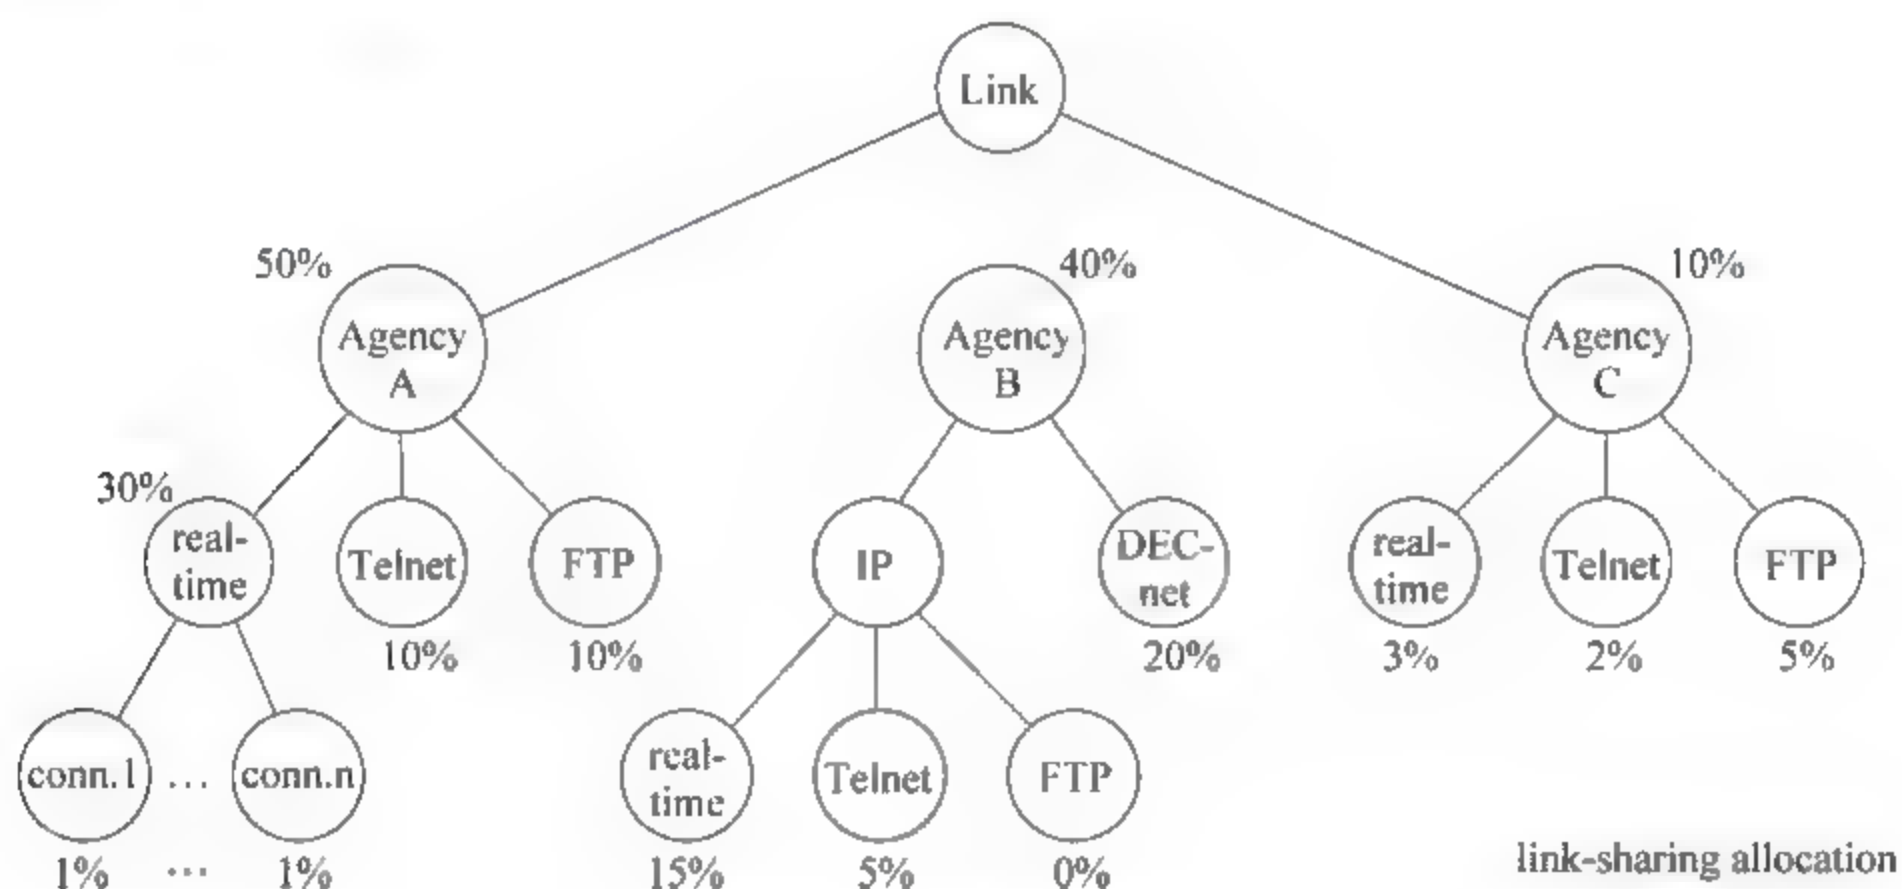 Link
50%
40%
10%
Agency
A
Agency
B
Agency
C
30%
real-
time
Telnet
FTP
IP
DEC-
net
real-
time
Telnet
FTP
10%
10%
20%
3%
2%
5%
conn.1
...
conn.n
real-
time
Telnet
FTP
1%
...
1%
15%
5%
0%
link-sharing allocation